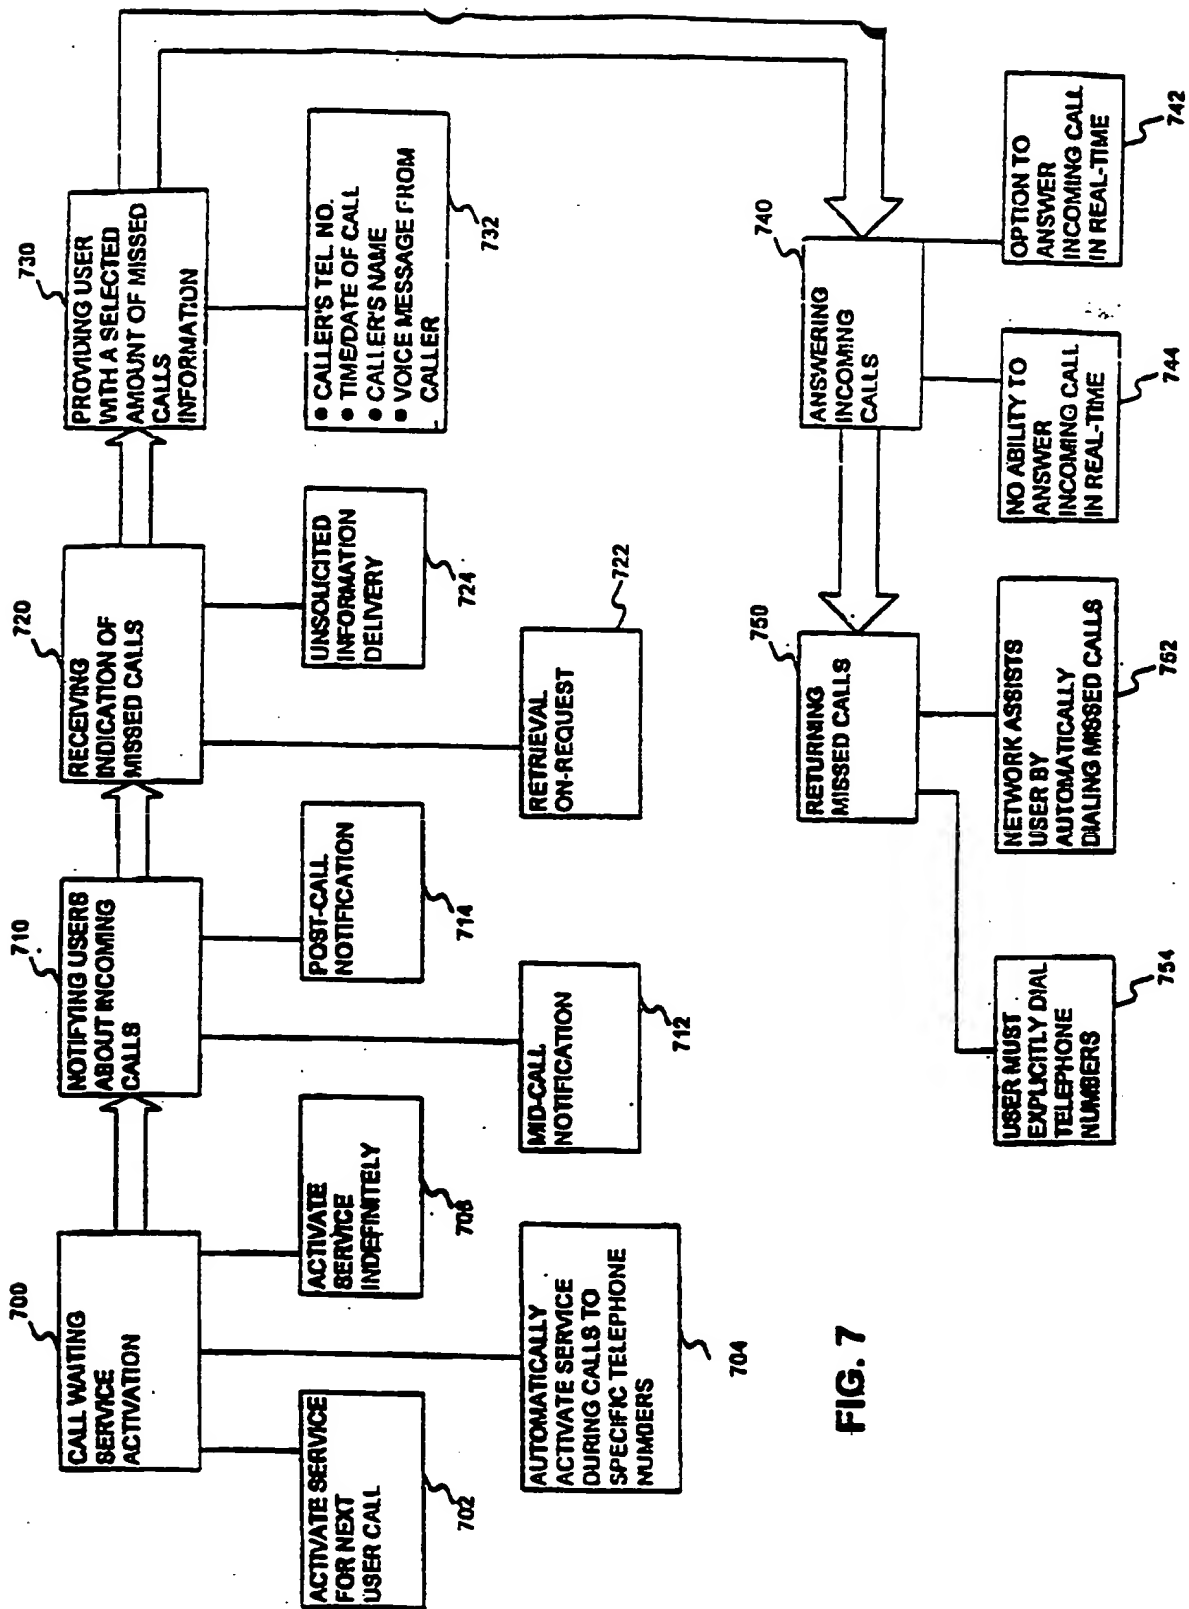 700
CALL WAITING
SERVICE
ACTIVATION
702
ACTIVATE SERVICE
FOR NEXT
USER CALL
704
AUTOMATICALLY
ACTIVATE SERVICE
DURING CALLS TO
SPECIFIC TELEPHONE
NUMBERS
706
ACTIVATE
SERVICE
INDEFINITELY
710
NOTIFYING USERS
ABOUT INCOMING
CALLS
712
MID-CALL
NOTIFICATION
714
POST-CALL
NOTIFICATION
720
RECEIVING
INDICATION OF
MISSED CALLS
722
RETRIEVAL
ON-REQUEST
724
UNSOLICITED
INFORMATION
DELIVERY
730
PROVIDING USER
WITH A SELECTED
AMOUNT OF MISSED
CALLS
INFORMATION
• CALLER'S TEL. NO.
• TIME/DATE OF CALL
• CALLER'S NAME
• VOICE MESSAGE FROM
CALLER
732
740
ANSWERING
INCOMING
CALLS
OPTION TO
ANSWER
INCOMING CALL
IN REAL-TIME
742
NO ABILITY TO
ANSWER
INCOMING CALL
IN REAL-TIME
744
750
RETURNING
MISSED CALLS
NETWORK ASSISTS
USER BY
AUTOMATICALLY
DIALING MISSED CALLS
752
USER MUST
EXPLICITLY DIAL
TELEPHONE
NUMBERS
754
FIG. 7